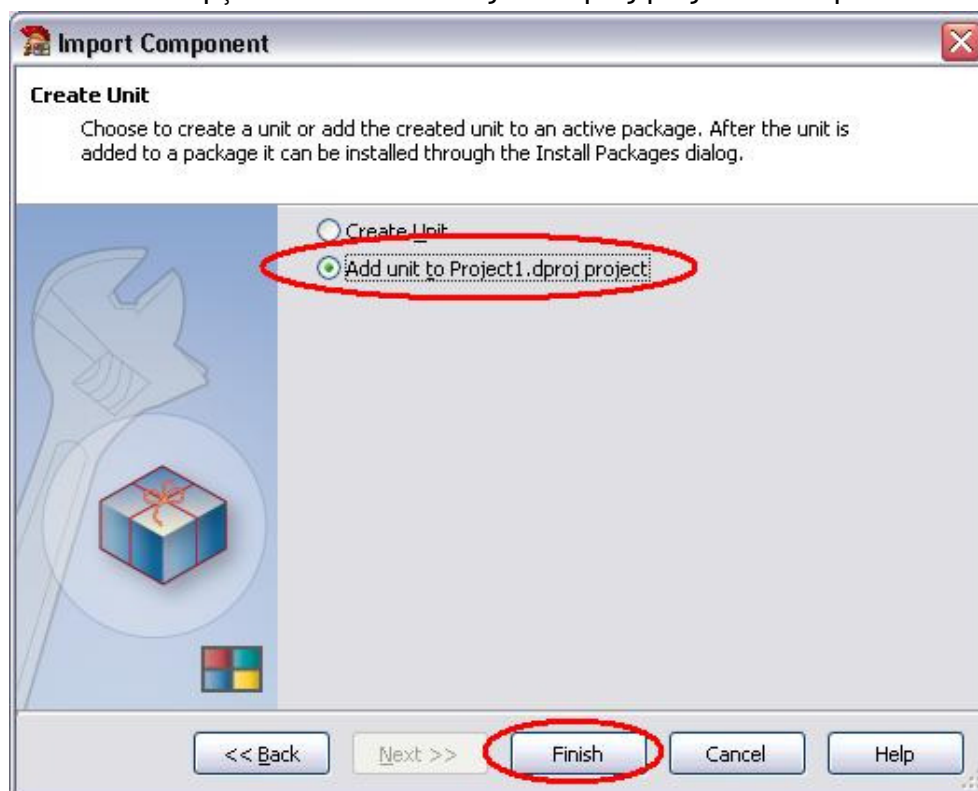 Import Component
Create Unit
Choose to create a unit or add the created unit to an active package. After the unit is
added to a package it can be installed through the Install Packages dialog.
Create Unit
Add unit to Project1.dproj project
<< Back Next >> Finish Cancel Help